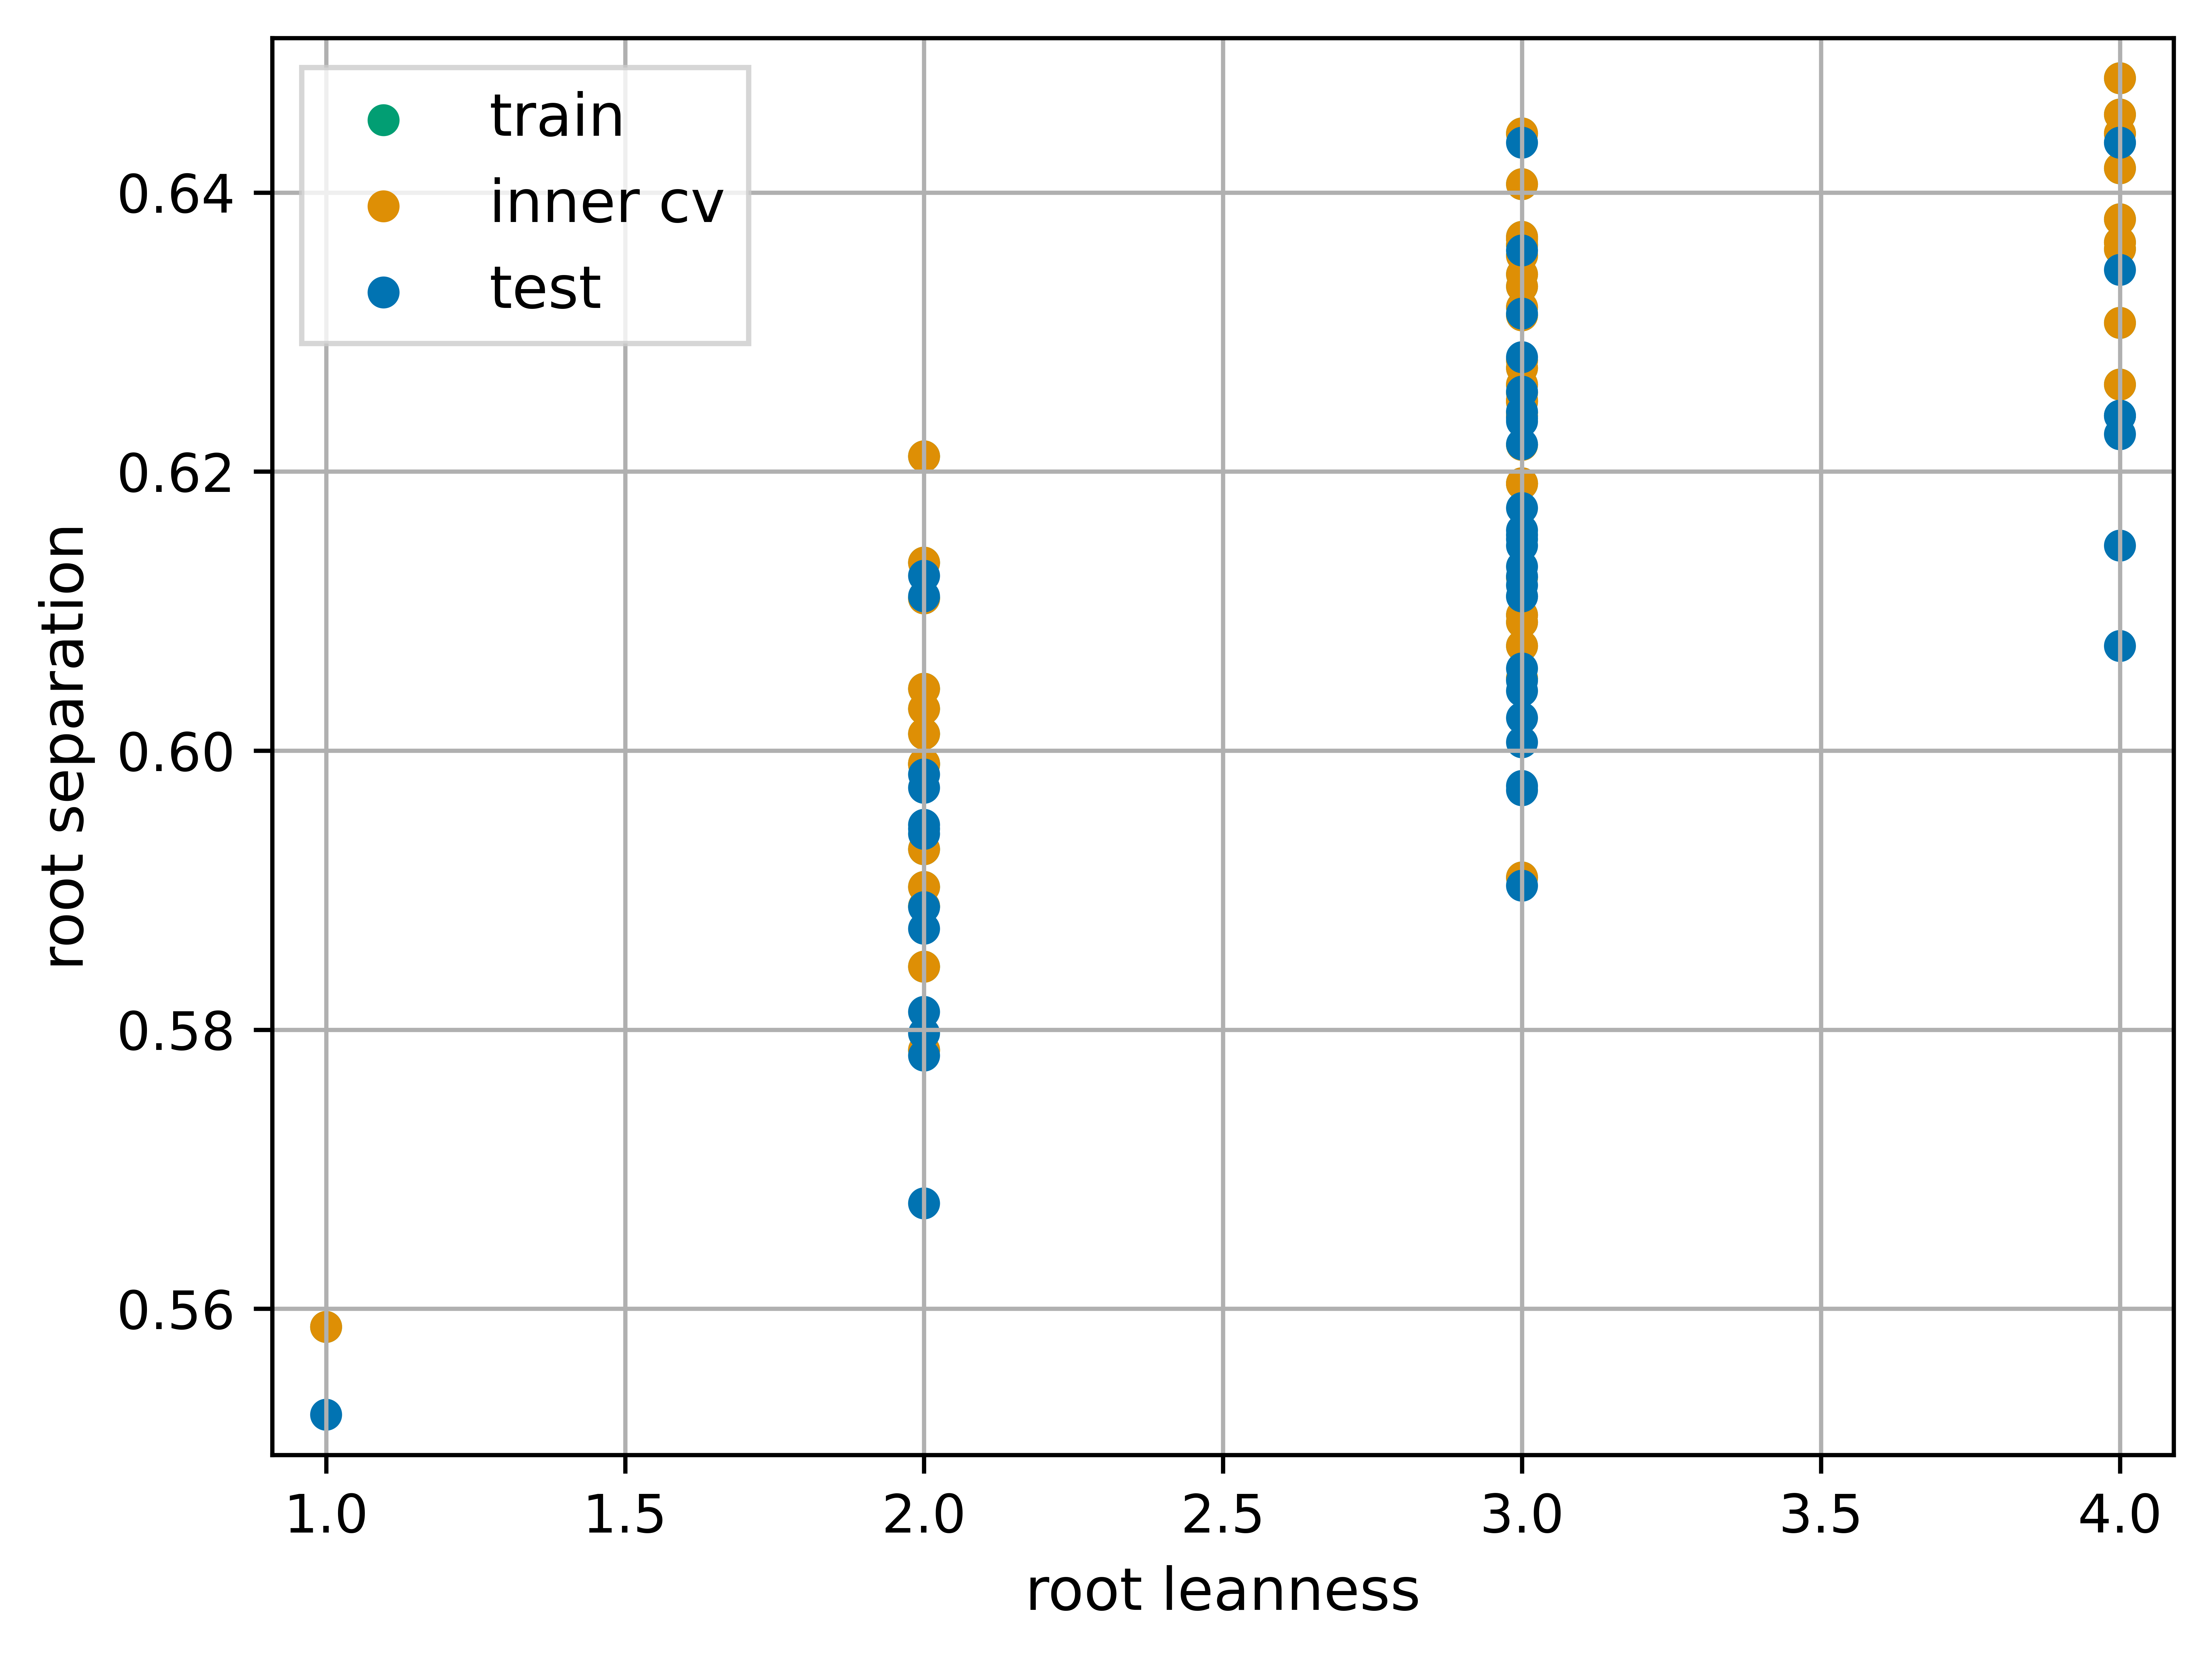 train
inner cv
test
0.64
0.62
0.60
0.58
0.56
root separation
1.0 1.5 2.0 2.5 3.0 3.5 4.0
root leanness